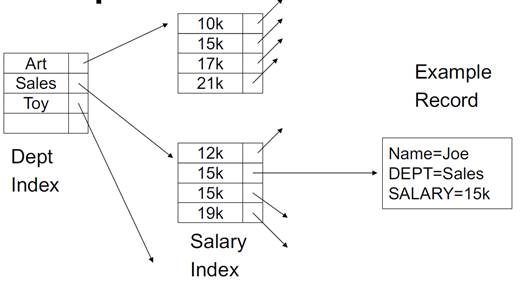 10k
15k
17k
21k
Art
Sales
Toy
Dept
Index
12k
15k
15k
19k
Salary
Index
Example
Record
Name=Joe
DEPT=Sales
SALARY=15k